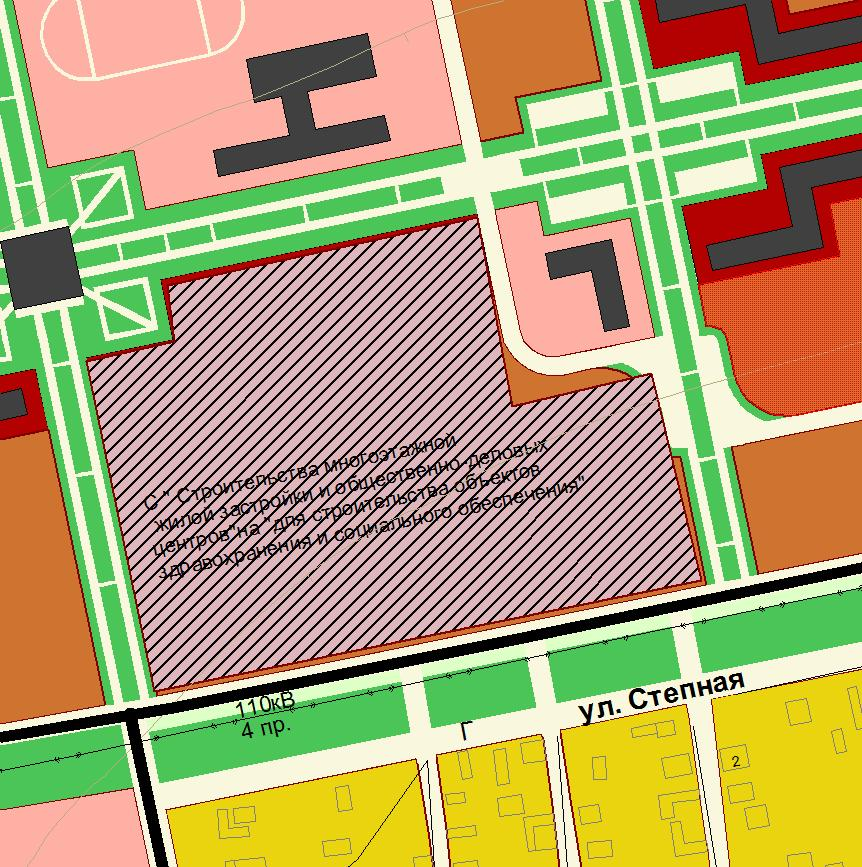 С " Строительства многоэтажной
жилой застройки и общественно-деловых
центров"на "для строительства объектов
здравохранения и социального обеспечения"
110кВ
4 пр.
Г
ул. Степная
2